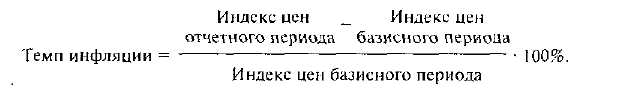 Индекс цен _ Индекс цен
отчетного периода базисного периода
Темп инфляции = · 100%.
Индекс цен базисного периода